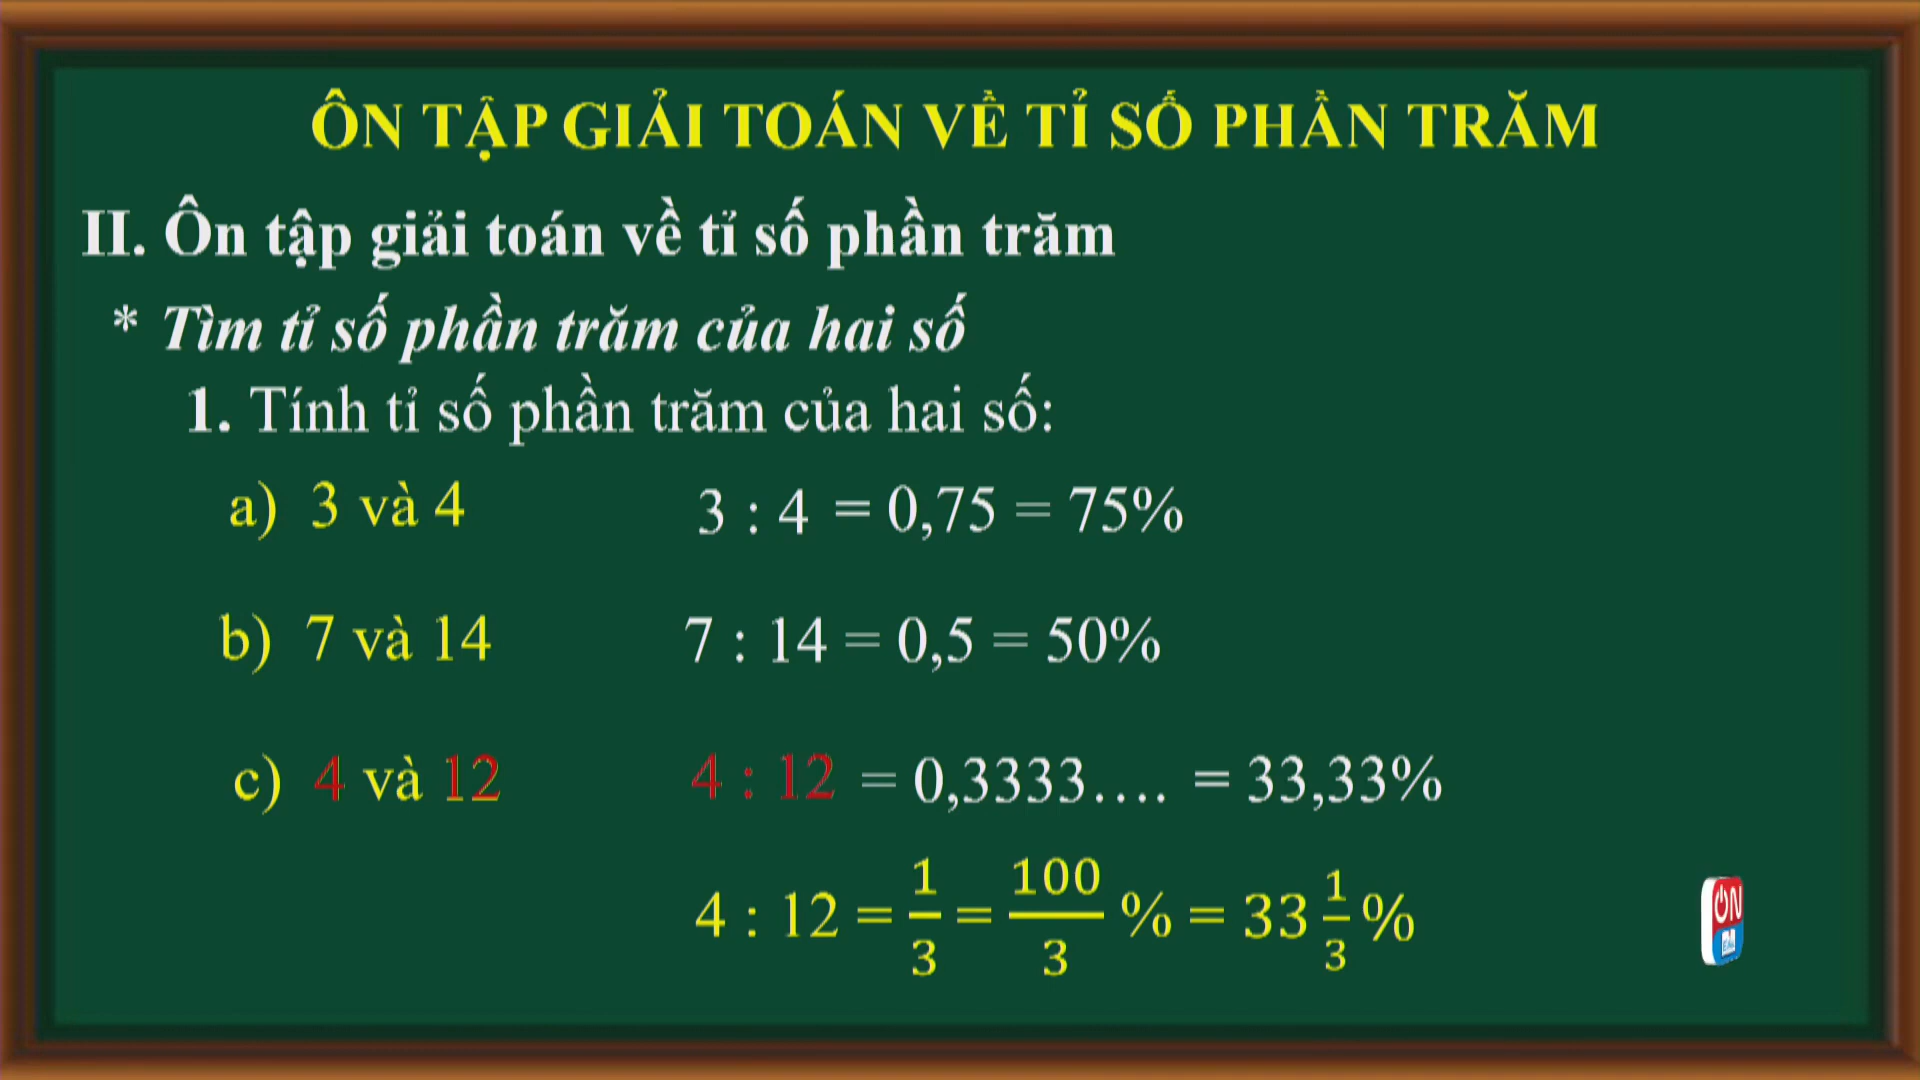 ÔN TẬP GIẢI TOÁN VỀ TỈ SỐ PHẦN TRĂM
II. Ôn tập giải toán về tỉ số phần trăm
* Tìm tỉ số phần trăm của hai số
1. Tính tỉ số phần trăm của hai số:
a) 3 và 4 3 : 4 = 0,75 = 75%
b) 7 và 14 7 : 14 = 0,5 = 50%
c) 4 và 12 4 : 12 = 0,3333.... = 33,33%
4 : 12 = 1/3 = 100/3 % = 33 1/3 %
ON